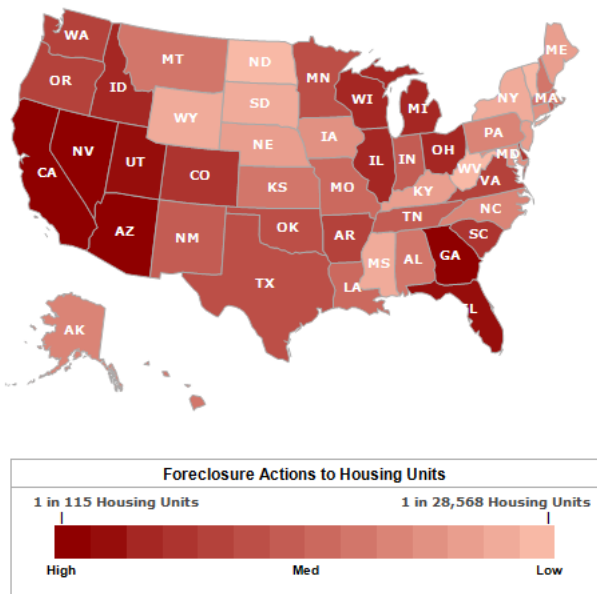 WA
ME
MT
ND
MN
OR
ID
WI
MI
SD
NY
MA
WY
IA
PA
NE
NV
OH
MD
UT
IL
IN
WV
CA
CO
VA
KS
MO
KY
NC
TN
OK
AZ
NM
AR
SC
MS
AL
GA
TX
LA
FL
AK
Foreclosure Actions to Housing Units
1 in 115 Housing Units
1 in 28,568 Housing Units
High
Med
Low